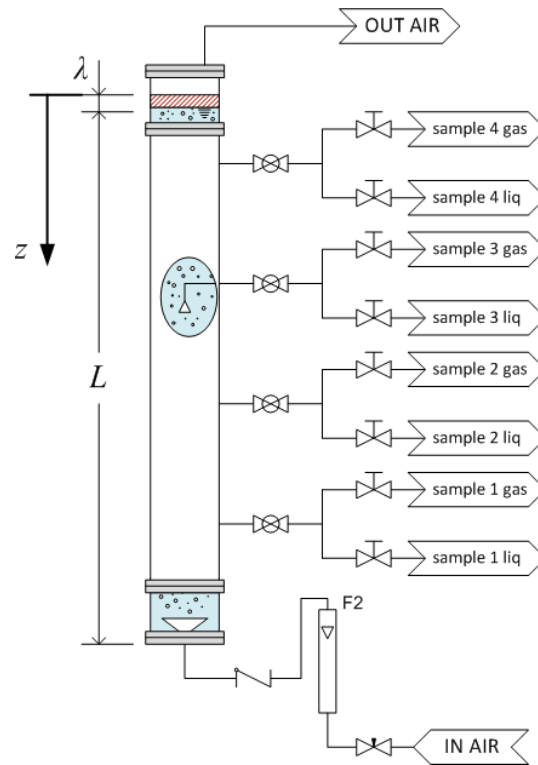 OUT AIR
λ
sample 4 gas
z
sample 4 liq
sample 3 gas
sample 3 liq
L
sample 2 gas
sample 2 liq
sample 1 gas
sample 1 liq
F2
IN AIR